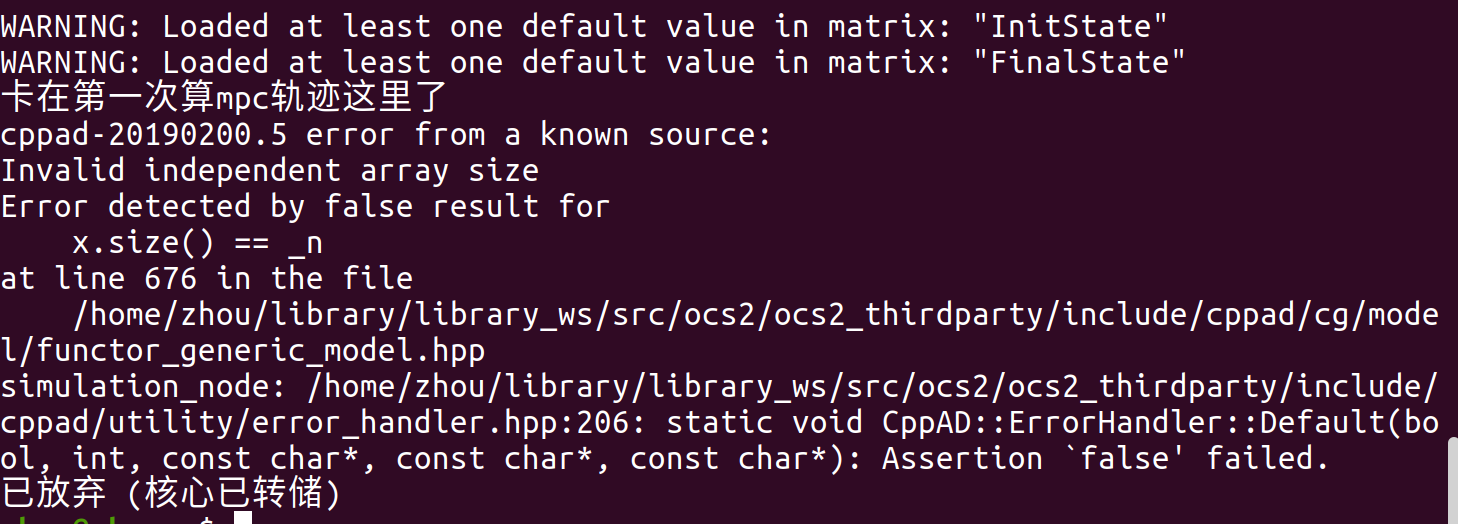 WARNING: Loaded at least one default value in matrix: "InitState"
WARNING: Loaded at least one default value in matrix: "FinalState"
卡在第一次算mpc轨迹这里了
cppad-20190200.5 error from a known source:
Invalid independent array size
Error detected by false result for
    x.size() == _n
at line 676 in the file
    /home/zhou/library/library_ws/src/ocs2/ocs2_thirdparty/include/cppad/cg/mode
l/functor_generic_model.hpp
simulation_node: /home/zhou/library/library_ws/src/ocs2/ocs2_thirdparty/include/
cppad/utility/error_handler.hpp:206: static void CppAD::ErrorHandler::Default(bo
ol, int, const char*, const char*, const char*): Assertion `false' failed.
已放弃 (核心已转储)